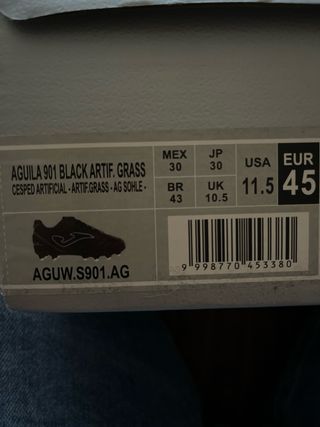 AGUILA 901 BLACK ARTIF. GRASS
CESPED ARTIFICIAL - ARTIF.GRASS - AG SOHLE -
MEX
30
JP
30
BR
43
UK
10.5
USA
11.5
EUR
45
AGUW.S901.AG
9 998770 453380